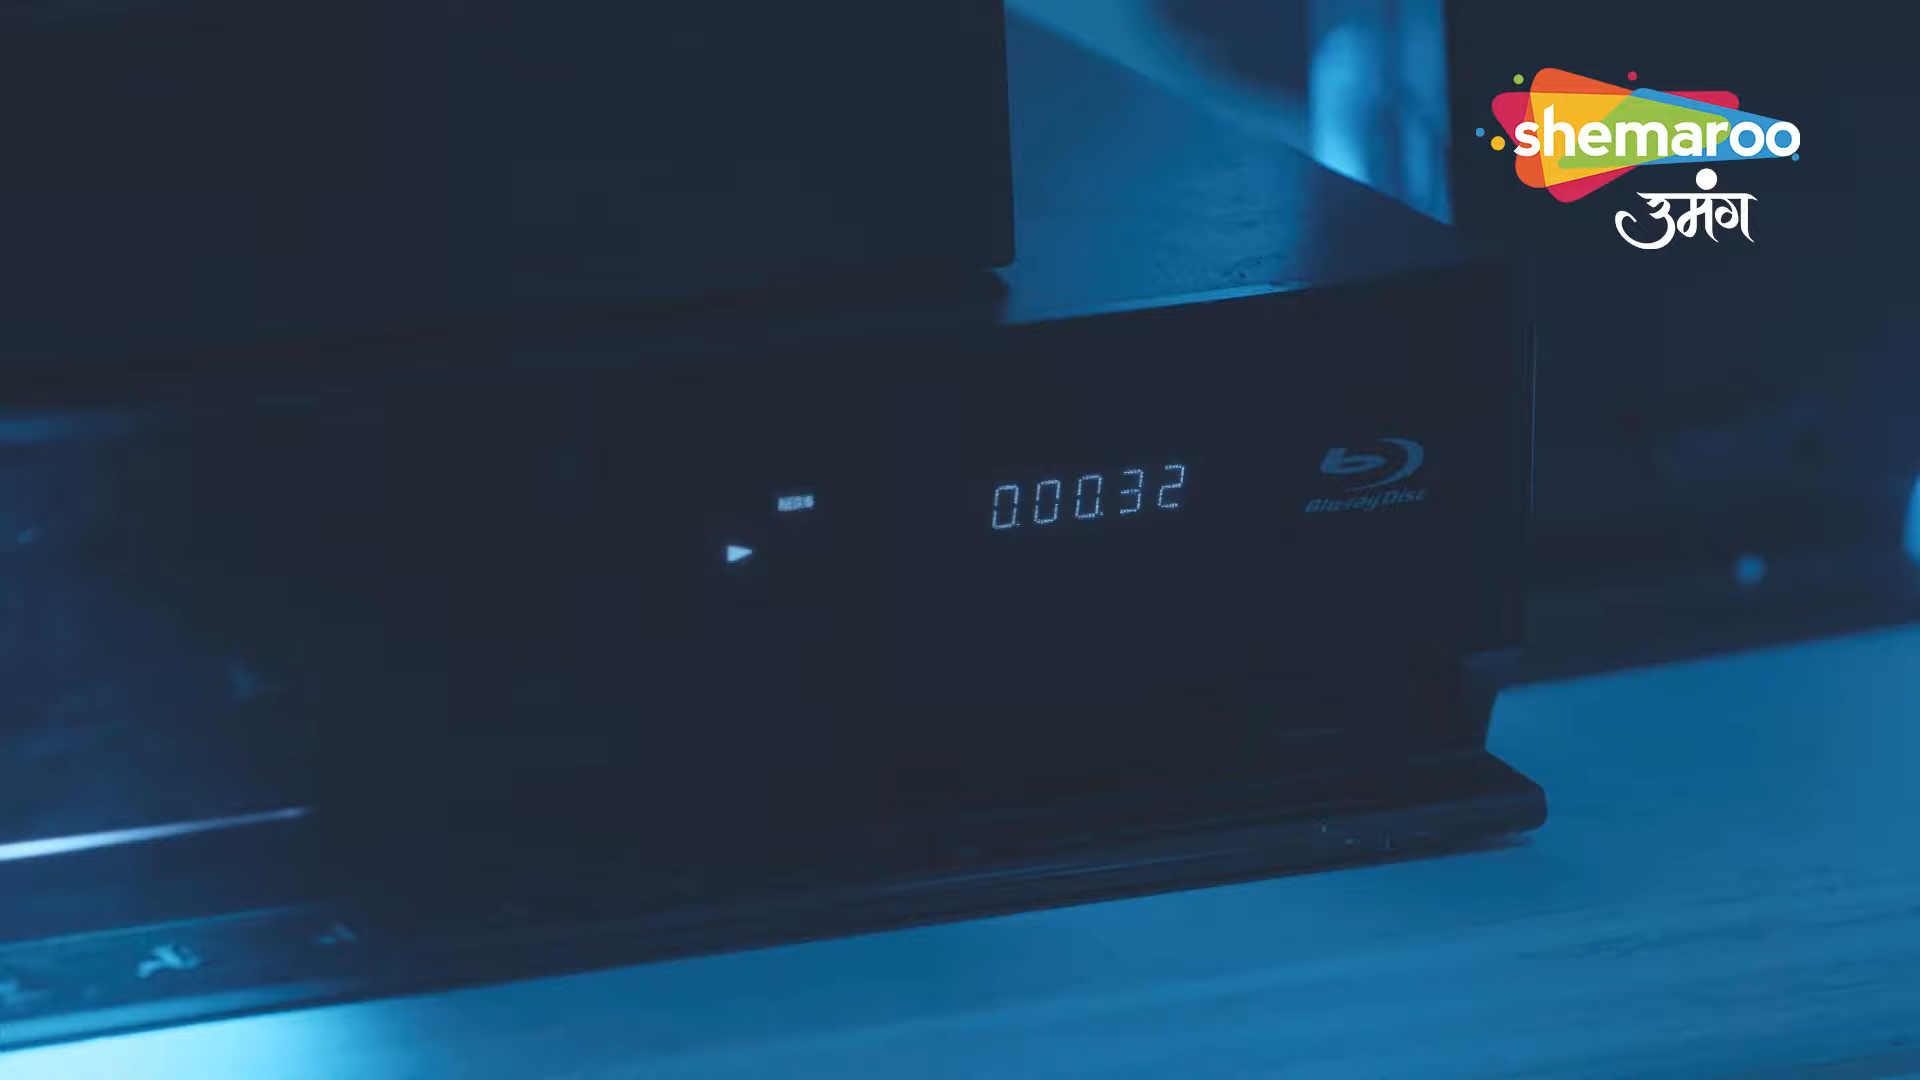 shemaroo
उमंग
0.00.32
Blu-ray Disc